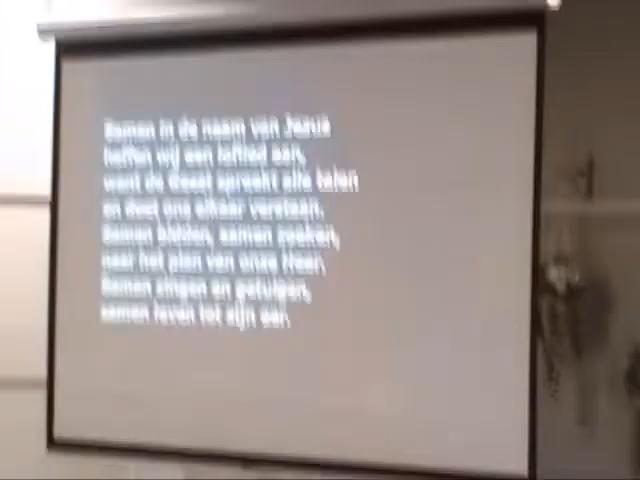 Samen in de naam van Jezus
heffen wij een loflied aan,
want de Geest spreekt alle talen
en doet ons elkaar verstaan.
Samen bidden, samen zoeken,
naar het plan van onze Heer.
Samen zingen en getuigen,
samen leven tot zijn eer.